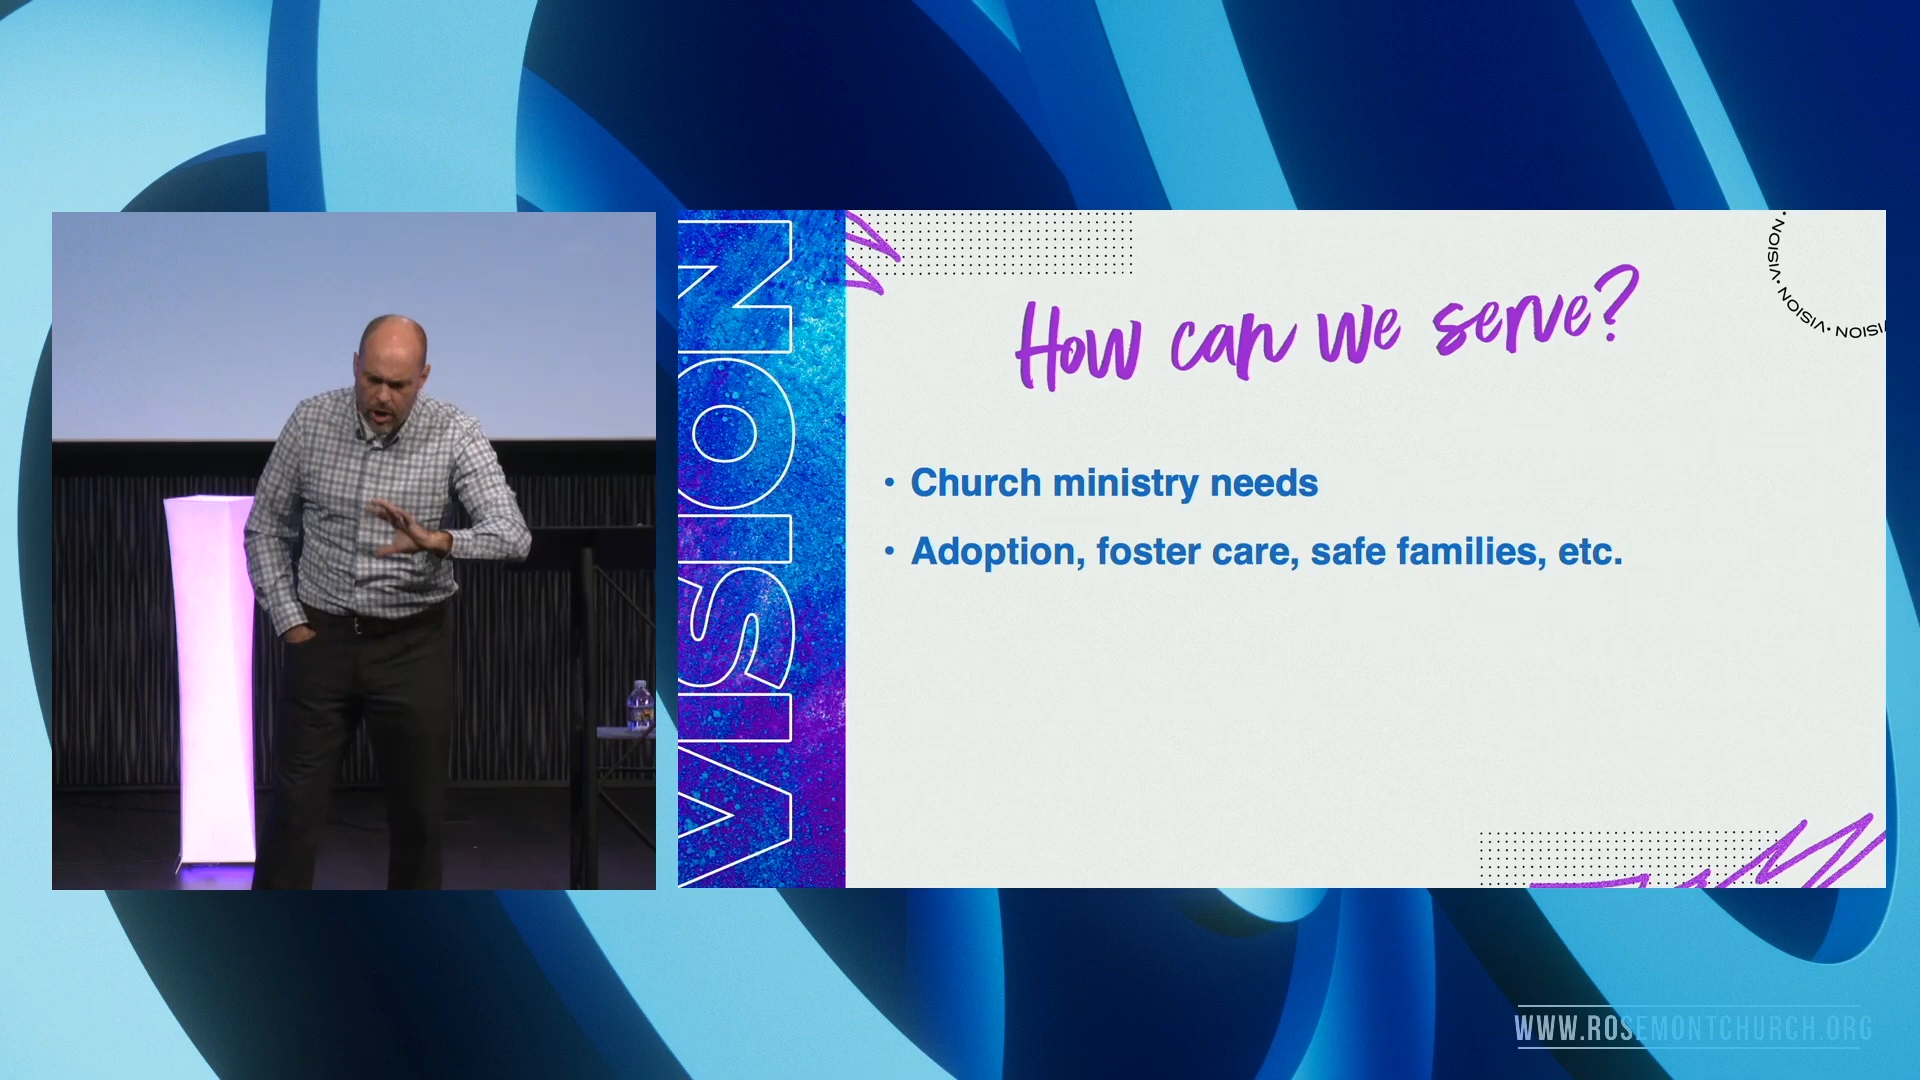 VISION
How can we serve?
VISION • VISION • VISION
• Church ministry needs
• Adoption, foster care, safe families, etc.
WWW.ROSEMONTCHURCH.ORG